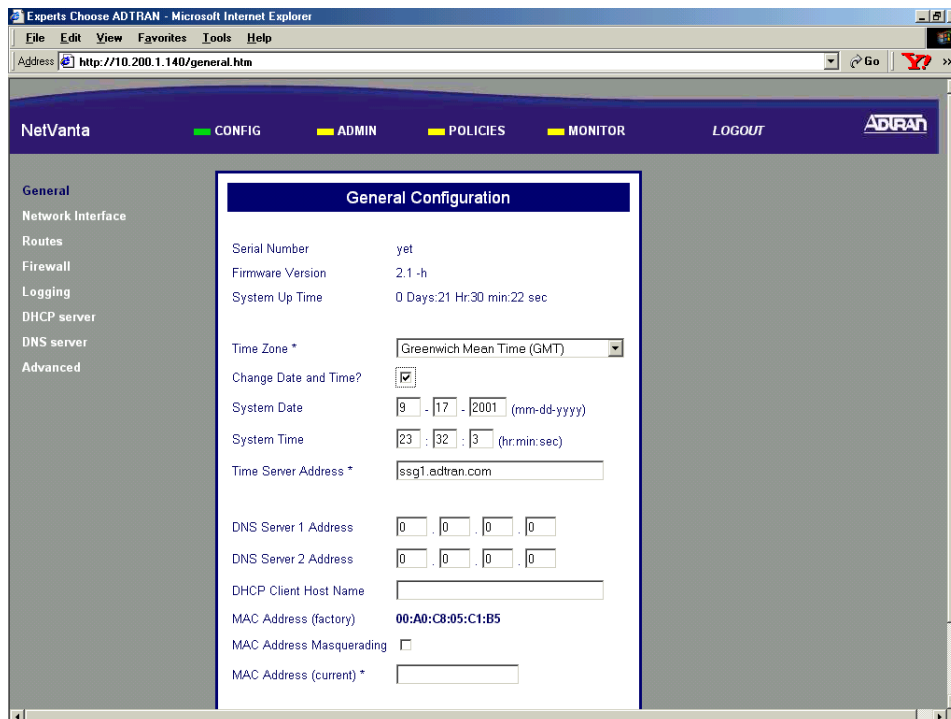 Experts Choose ADTRAN - Microsoft Internet Explorer
File Edit View Favorites Tools Help
Address http://10.200.1.140/general.htm Go Y? »
NetVanta CONFIG ADMIN POLICIES MONITOR LOGOUT ADTRAN
General
Network Interface
Routes
Firewall
Logging
DHCP server
DNS server
Advanced
General Configuration
Serial Number yet
Firmware Version 2.1 -h
System Up Time 0 Days:21 Hr:30 min:22 sec
Time Zone * Greenwich Mean Time (GMT)
Change Date and Time?
System Date 9 - 17 - 2001 (mm-dd-yyyy)
System Time 23 : 32 : 3 (hr:min:sec)
Time Server Address * ssg1.adtran.com
DNS Server 1 Address 0 . 0 . 0 . 0
DNS Server 2 Address 0 . 0 . 0 . 0
DHCP Client Host Name
MAC Address (factory) 00:A0:C8:05:C1:B5
MAC Address Masquerading
MAC Address (current) *